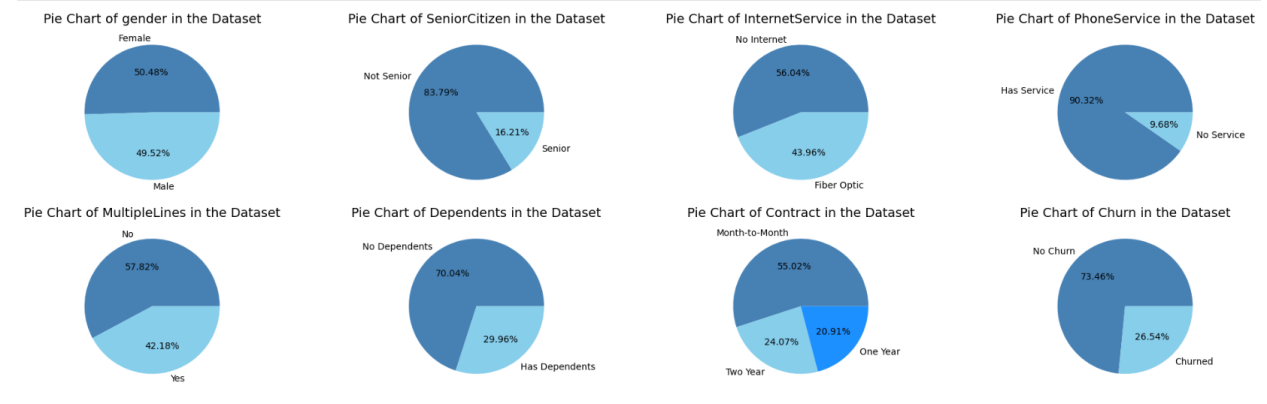 Pie Chart of gender in the Dataset
Female
50.48%
49.52%
Male
Pie Chart of SeniorCitizen in the Dataset
Not Senior
83.79%
16.21%
Senior
Pie Chart of InternetService in the Dataset
No Internet
56.04%
43.96%
Fiber Optic
Pie Chart of PhoneService in the Dataset
Has Service
90.32%
9.68%
No Service
Pie Chart of MultipleLines in the Dataset
No
57.82%
42.18%
Yes
Pie Chart of Dependents in the Dataset
No Dependents
70.04%
29.96%
Has Dependents
Pie Chart of Contract in the Dataset
Month-to-Month
55.02%
20.91%
24.07%
One Year
Two Year
Pie Chart of Churn in the Dataset
No Churn
73.46%
26.54%
Churned